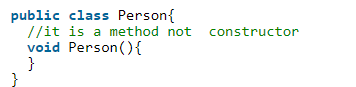 public class Person{
  //it is a method not  constructor
  void Person(){
  }
}